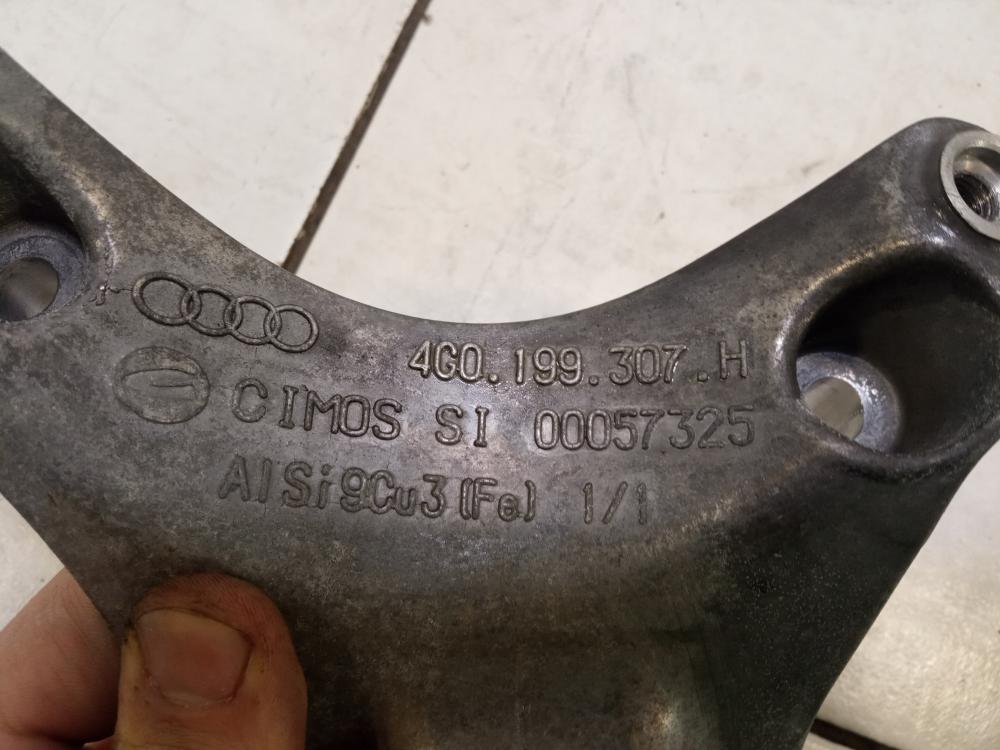 4G0.199.307.H
CIMOS SI 00057325
AlSi9Cu3(Fe) 1/1